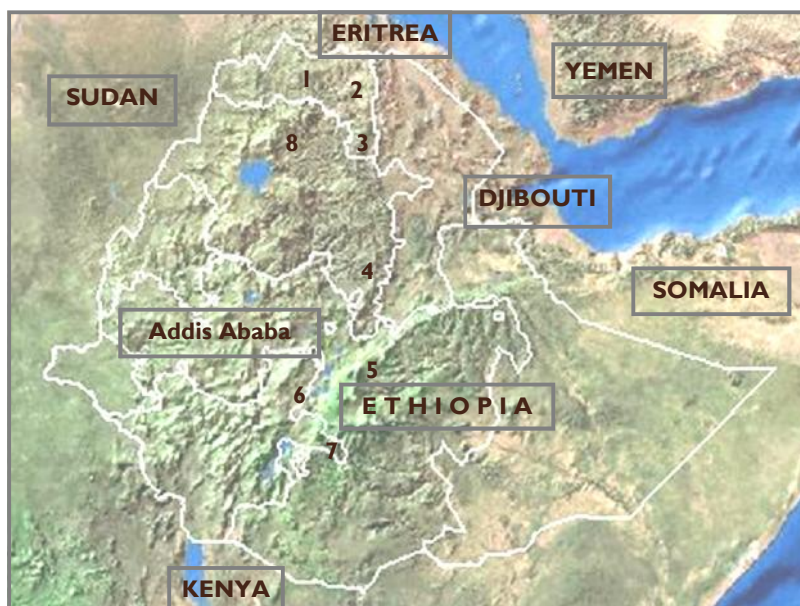 ERITREA
YEMEN
SUDAN
1
2
8
3
DJIBOUTI
4
SOMALIA
Addis Ababa
5
6
ETHIOPIA
7
KENYA